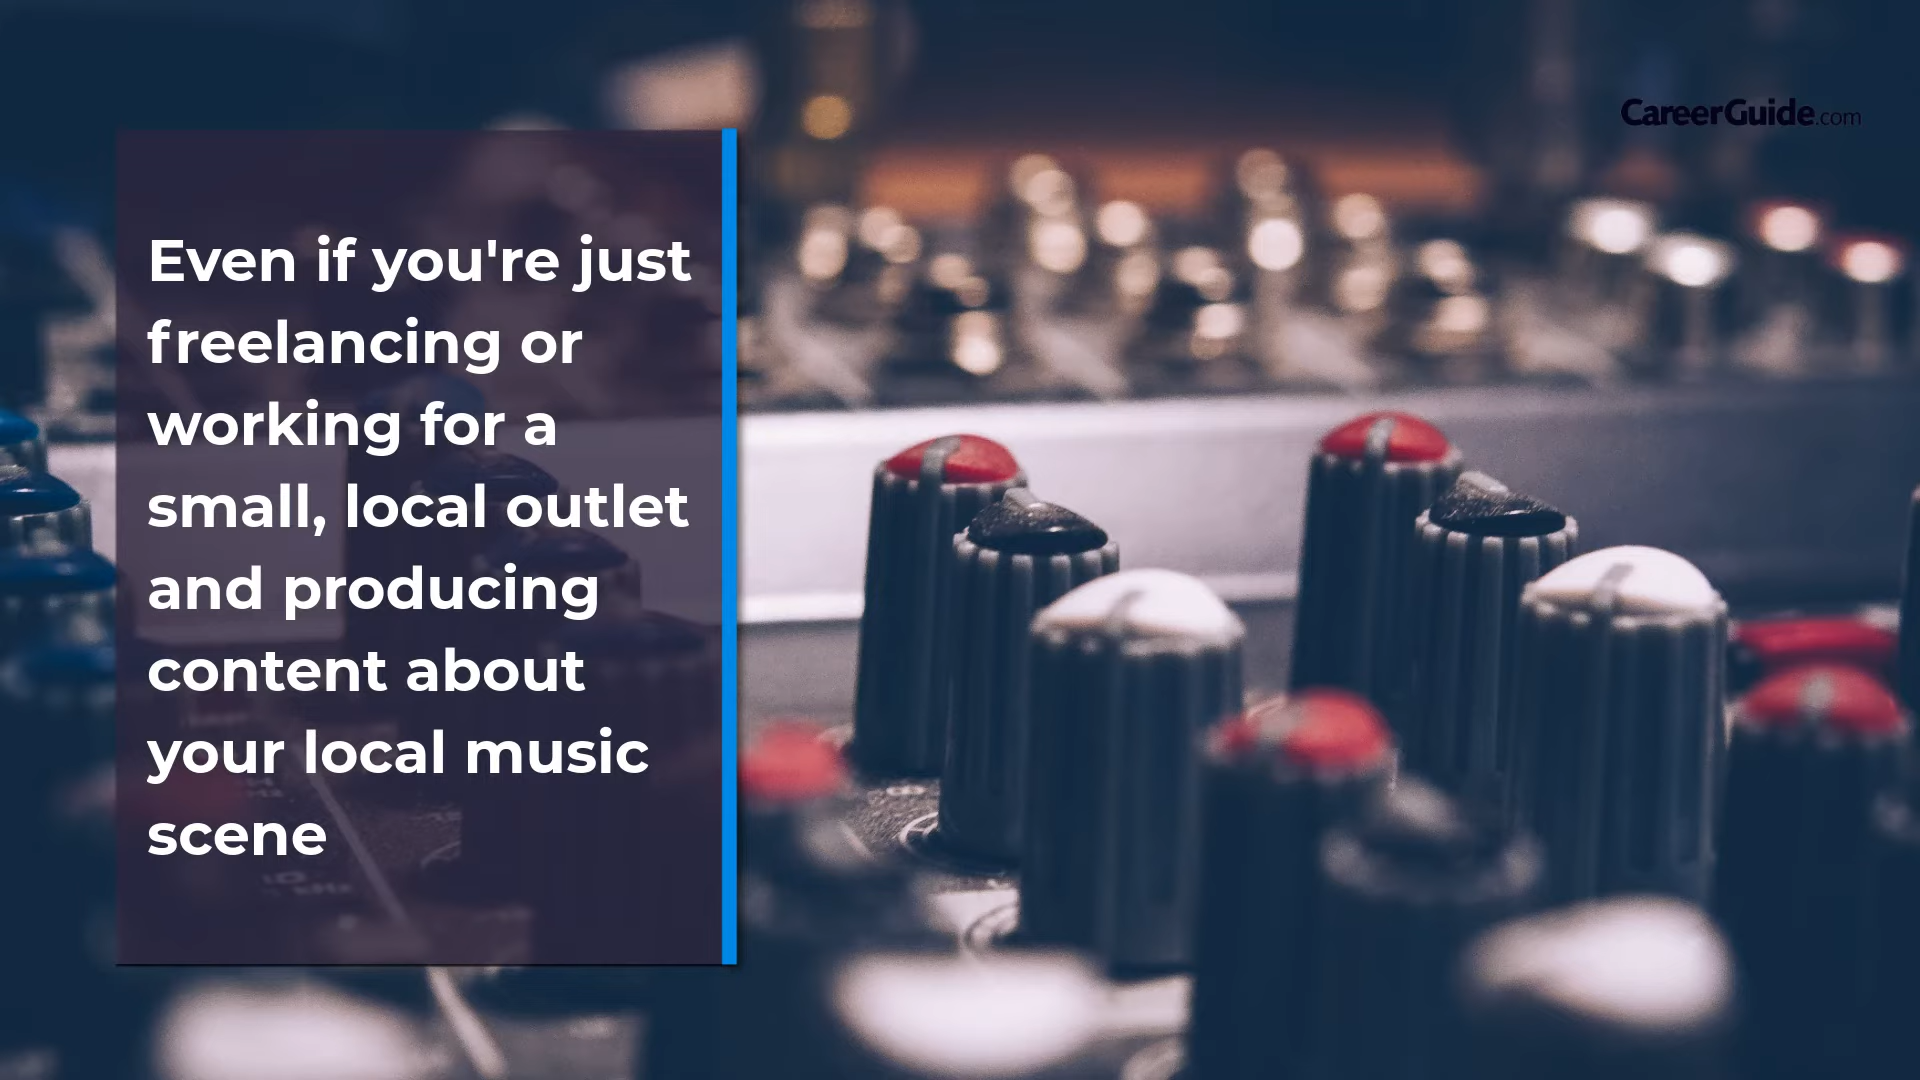 CareerGuide.com
Even if you're just
freelancing or
working for a
small, local outlet
and producing
content about
your local music
scene